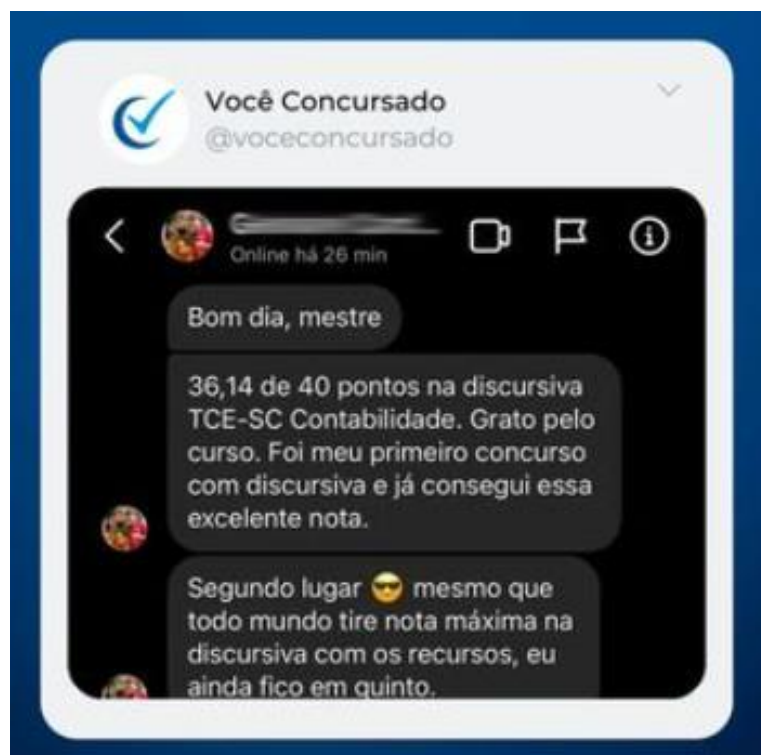 Você Concursado
@voceconcursado
Online há 26 min
Bom dia, mestre
36,14 de 40 pontos na discursiva
TCE-SC Contabilidade. Grato pelo
curso. Foi meu primeiro concurso
com discursiva e já consegui essa
excelente nota.
Segundo lugar 😎 mesmo que
todo mundo tire nota máxima na
discursiva com os recursos, eu
ainda fico em quinto.